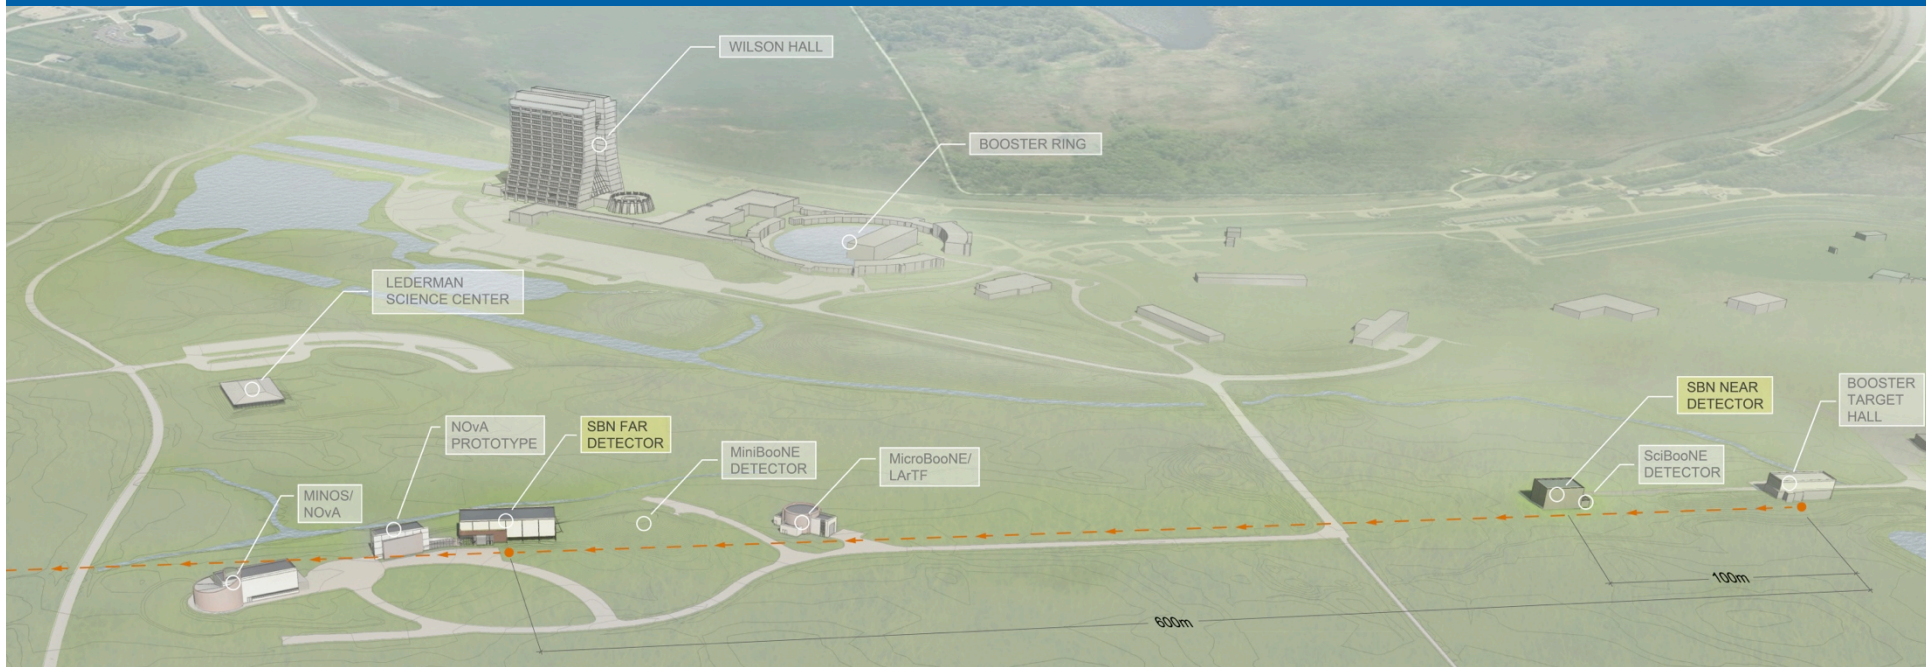 WILSON HALL
BOOSTER RING
LEDERMAN
SCIENCE CENTER
SBN NEAR
DETECTOR
BOOSTER
TARGET
HALL
NOvA
PROTOTYPE
SBN FAR
DETECTOR
MiniBooNE
DETECTOR
MicroBooNE/
LArTF
SciBooNE
DETECTOR
MINOS/
NOvA
100m
600m